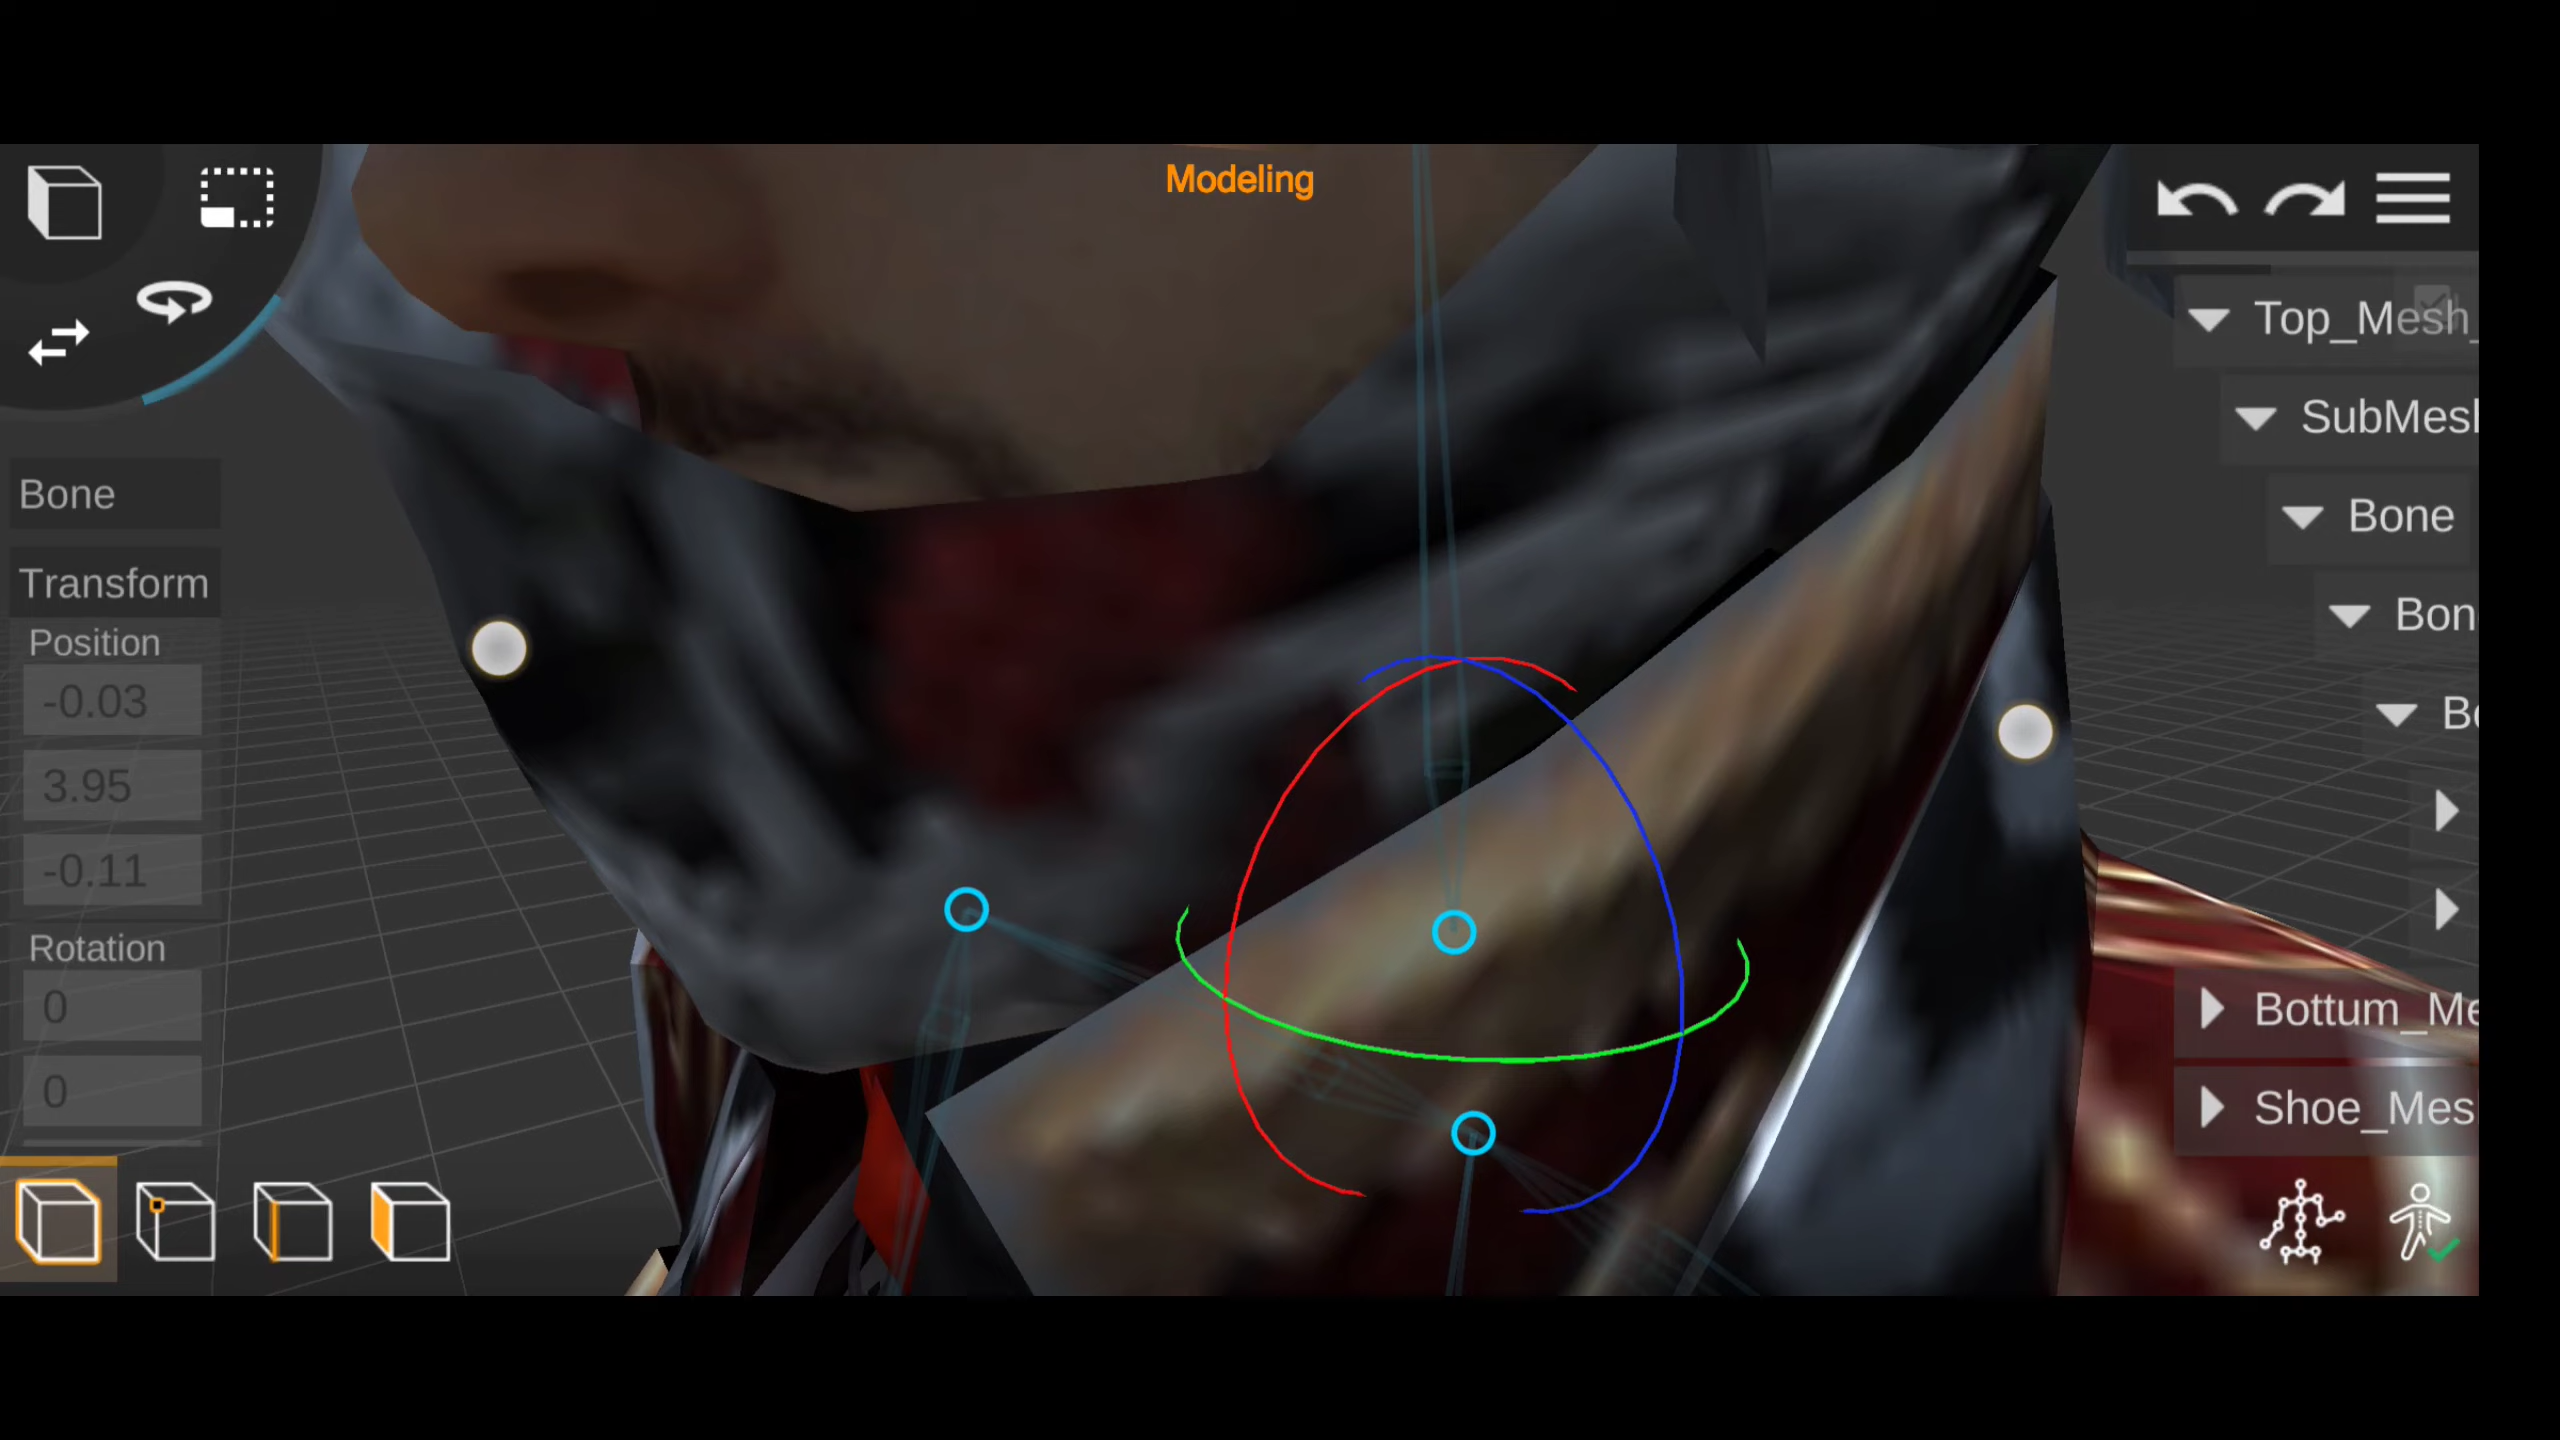 Modeling
Top_Mesh_
SubMesh
Bone
Bon
Bo
Bottum_Me
Shoe_Mes
Bone
Transform
Position
-0.03
3.95
-0.11
Rotation
0
0